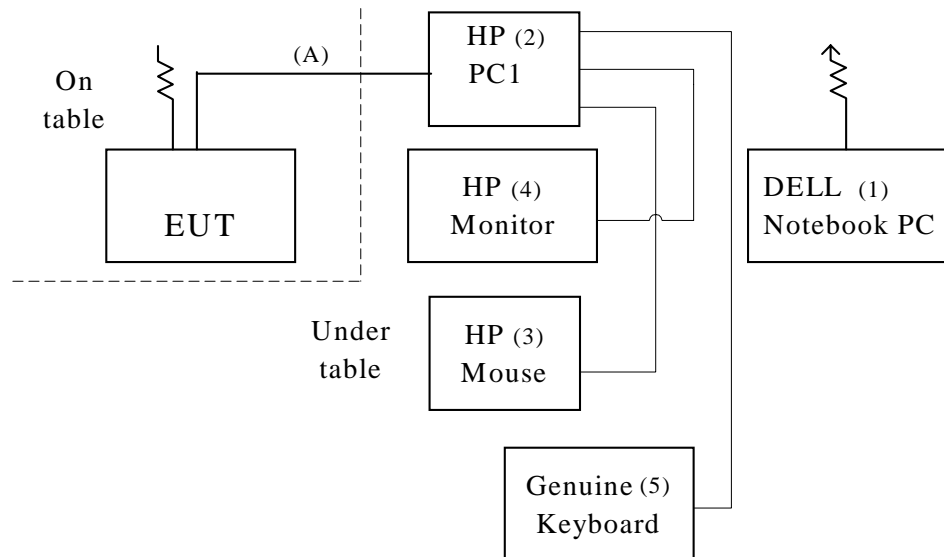 On
table
(A)
EUT
HP (2)
PC1
HP (4)
Monitor
DELL (1)
Notebook PC
Under
table
HP (3)
Mouse
Genuine (5)
Keyboard